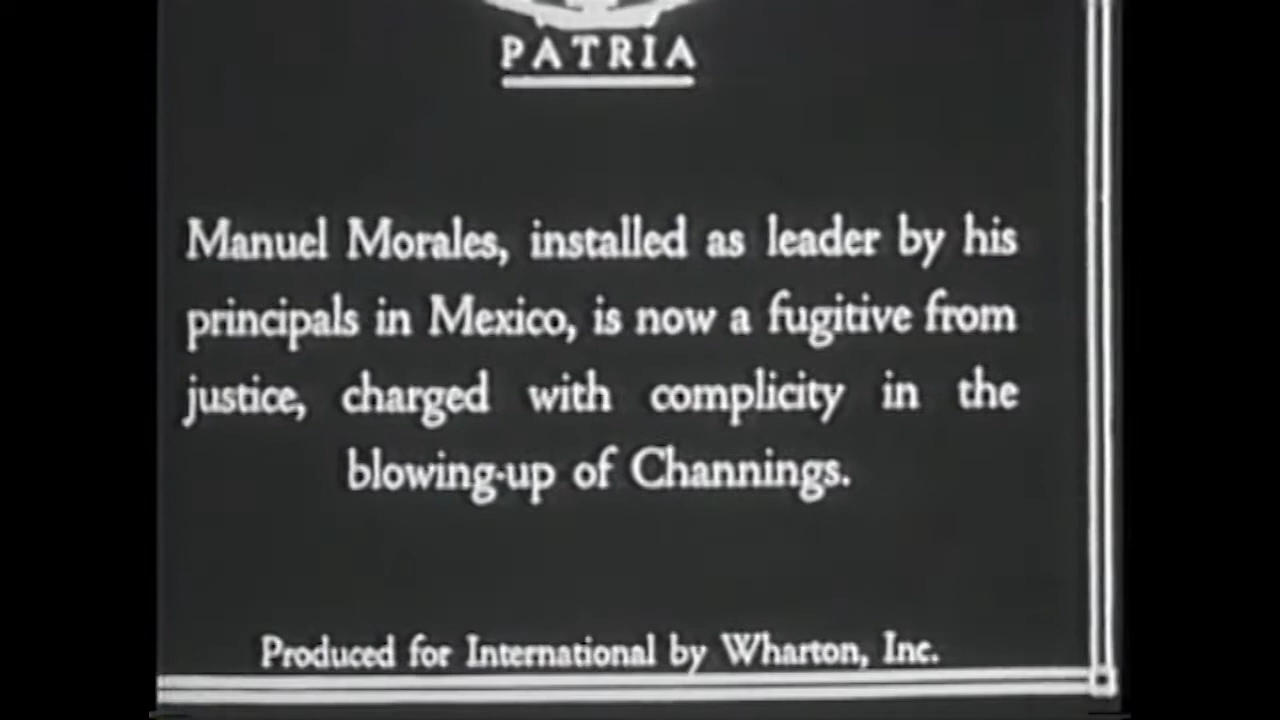 PATRIA
Manuel Morales, installed as leader by his
principals in Mexico, is now a fugitive from
justice, charged with complicity in the
blowing-up of Channings.
Produced for International by Wharton, Inc.